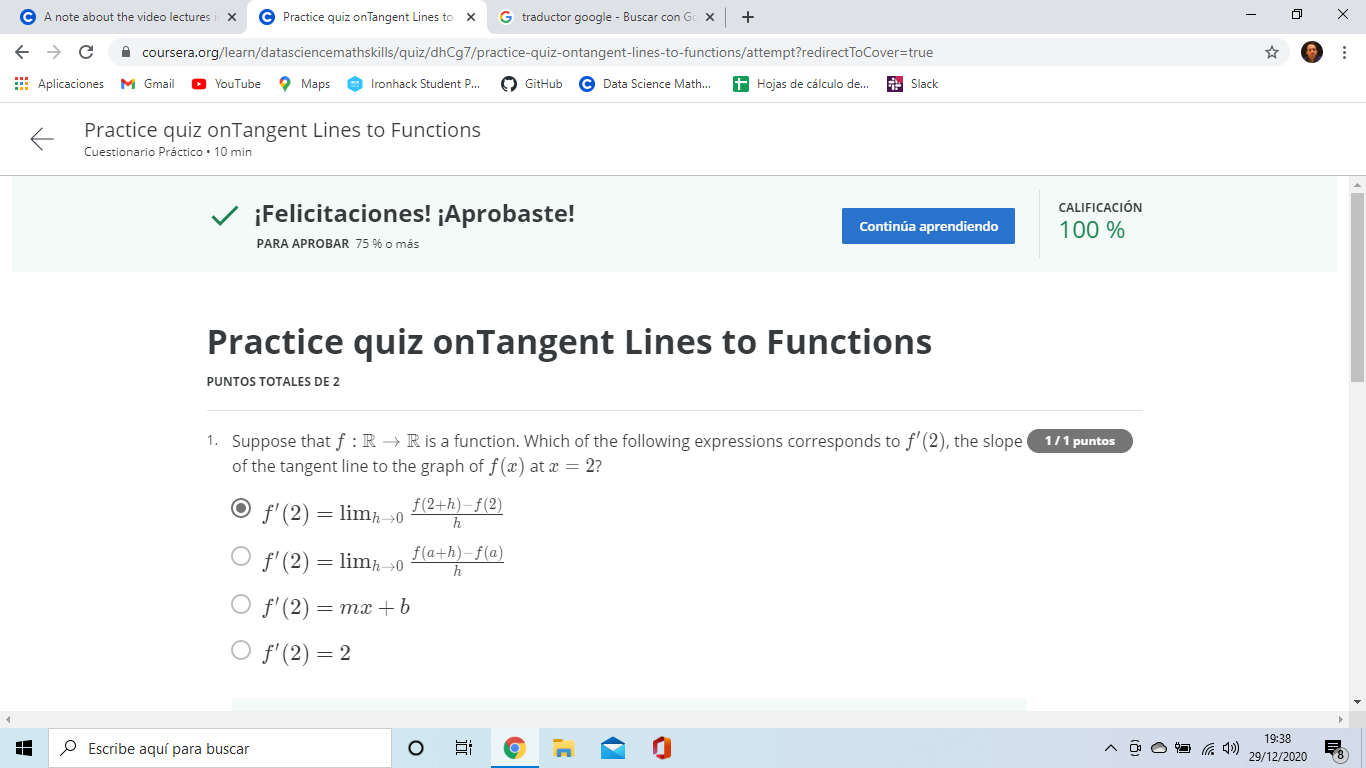 A note about the video lectures i
Practice quiz onTangent Lines to
traductor google - Buscar con Go
coursera.org/learn/datasciencemathskills/quiz/dhCg7/practice-quiz-ontangent-lines-to-functions/attempt?redirectToCover=true
Aplicaciones Gmail YouTube Maps Ironhack Student P... GitHub Data Science Math... Hojas de cálculo de... Slack
Practice quiz onTangent Lines to Functions
Cuestionario Práctico • 10 min
¡Felicitaciones! ¡Aprobaste!
PARA APROBAR 75 % o más
Continúa aprendiendo
CALIFICACIÓN
100 %
Practice quiz onTangent Lines to Functions
PUNTOS TOTALES DE 2
1. Suppose that f : ℝ → ℝ is a function. Which of the following expressions corresponds to f′(2), the slope
of the tangent line to the graph of f(x) at x = 2?
1 / 1 puntos
f′(2) = lim_{h→0} \frac{f(2+h)−f(2)}{h}
f′(2) = lim_{h→0} \frac{f(a+h)−f(a)}{h}
f′(2) = mx + b
f′(2) = 2
Escribe aquí para buscar
19:38
29/12/2020
8